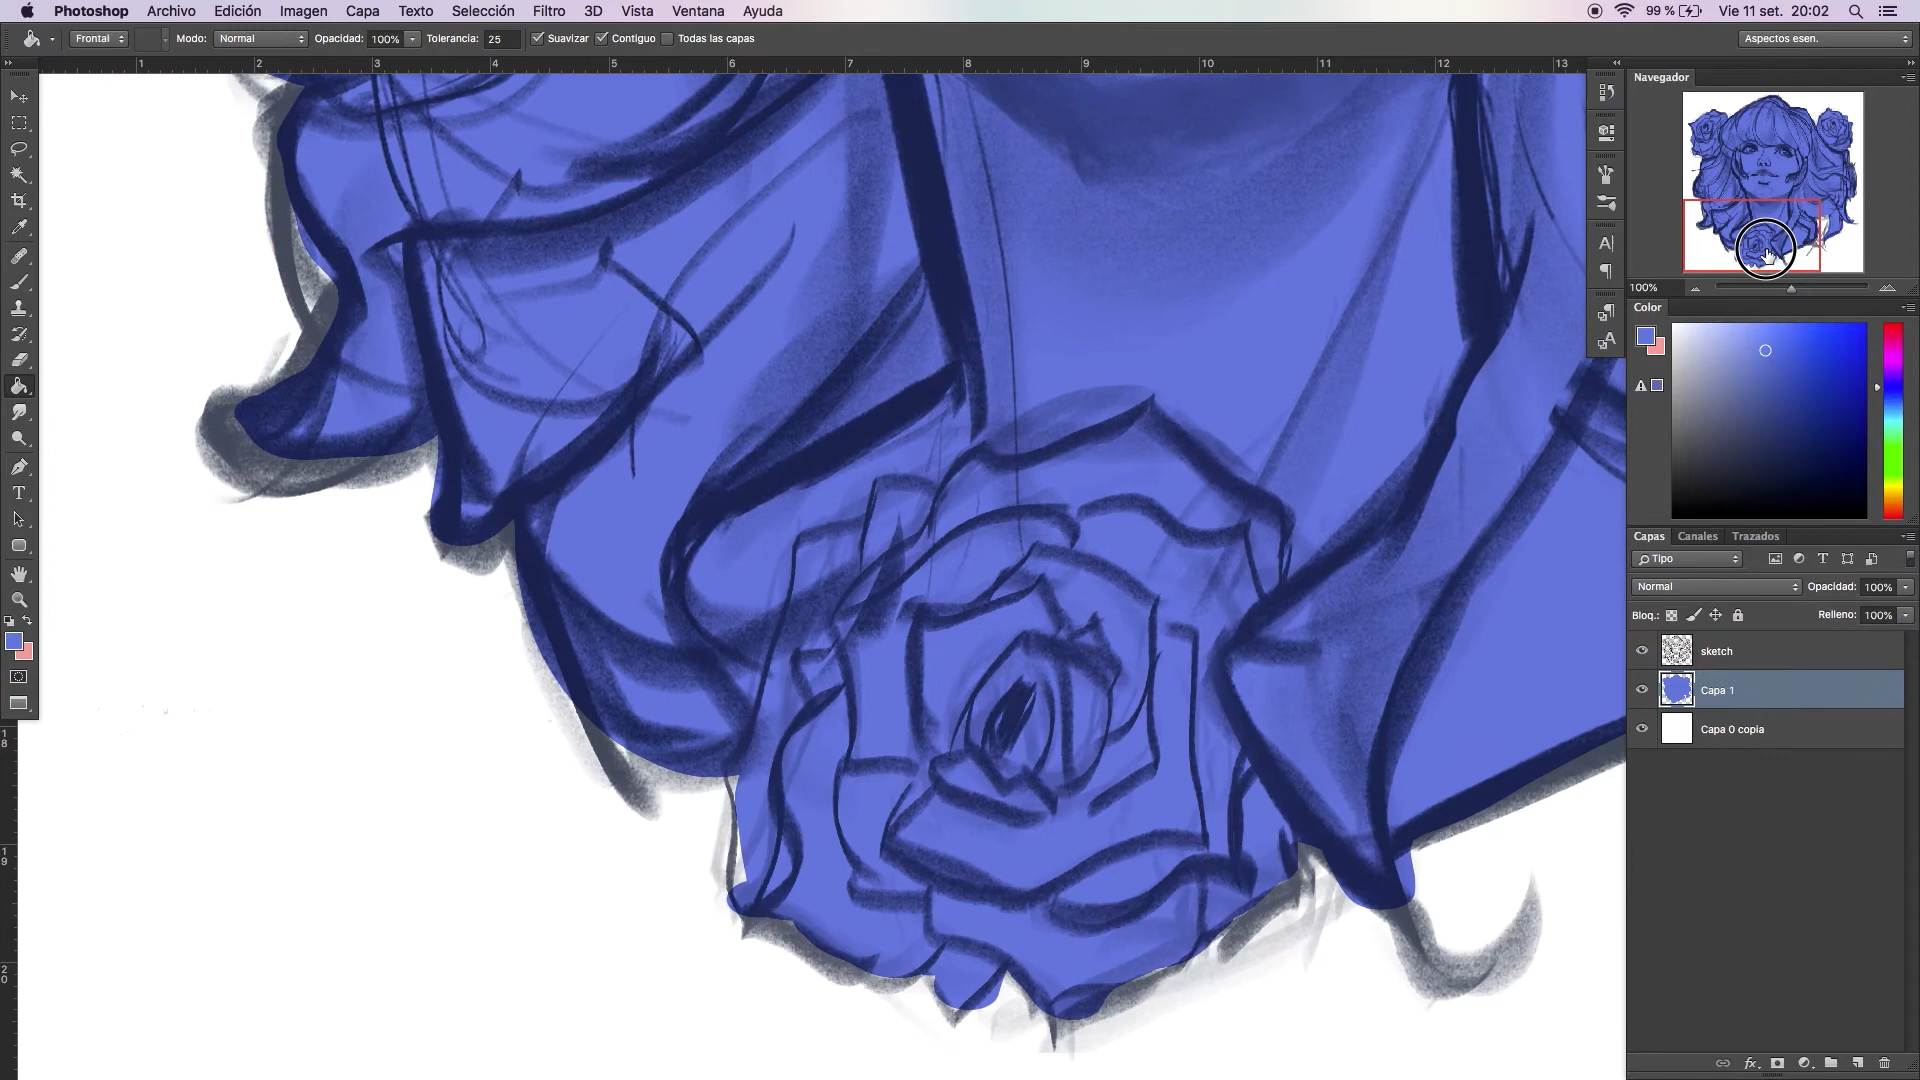 Photoshop Archivo Edición Imagen Capa Texto Selección Filtro 3D Vista Ventana Ayuda 99 % Vie 11 set. 20:02
Frontal Modo: Normal Opacidad: 100% Tolerancia: 25 Suavizar Contiguo Todas las capas Aspectos esen.
1 2 3 4 5 6 7 8 9 10 11 12 13
Navegador
100%
Color
Capas Canales Trazados
Tipo
Normal Opacidad: 100%
Bloq.: Relleno: 100%
sketch
Capa 1
Capa 0 copia
18
19
20